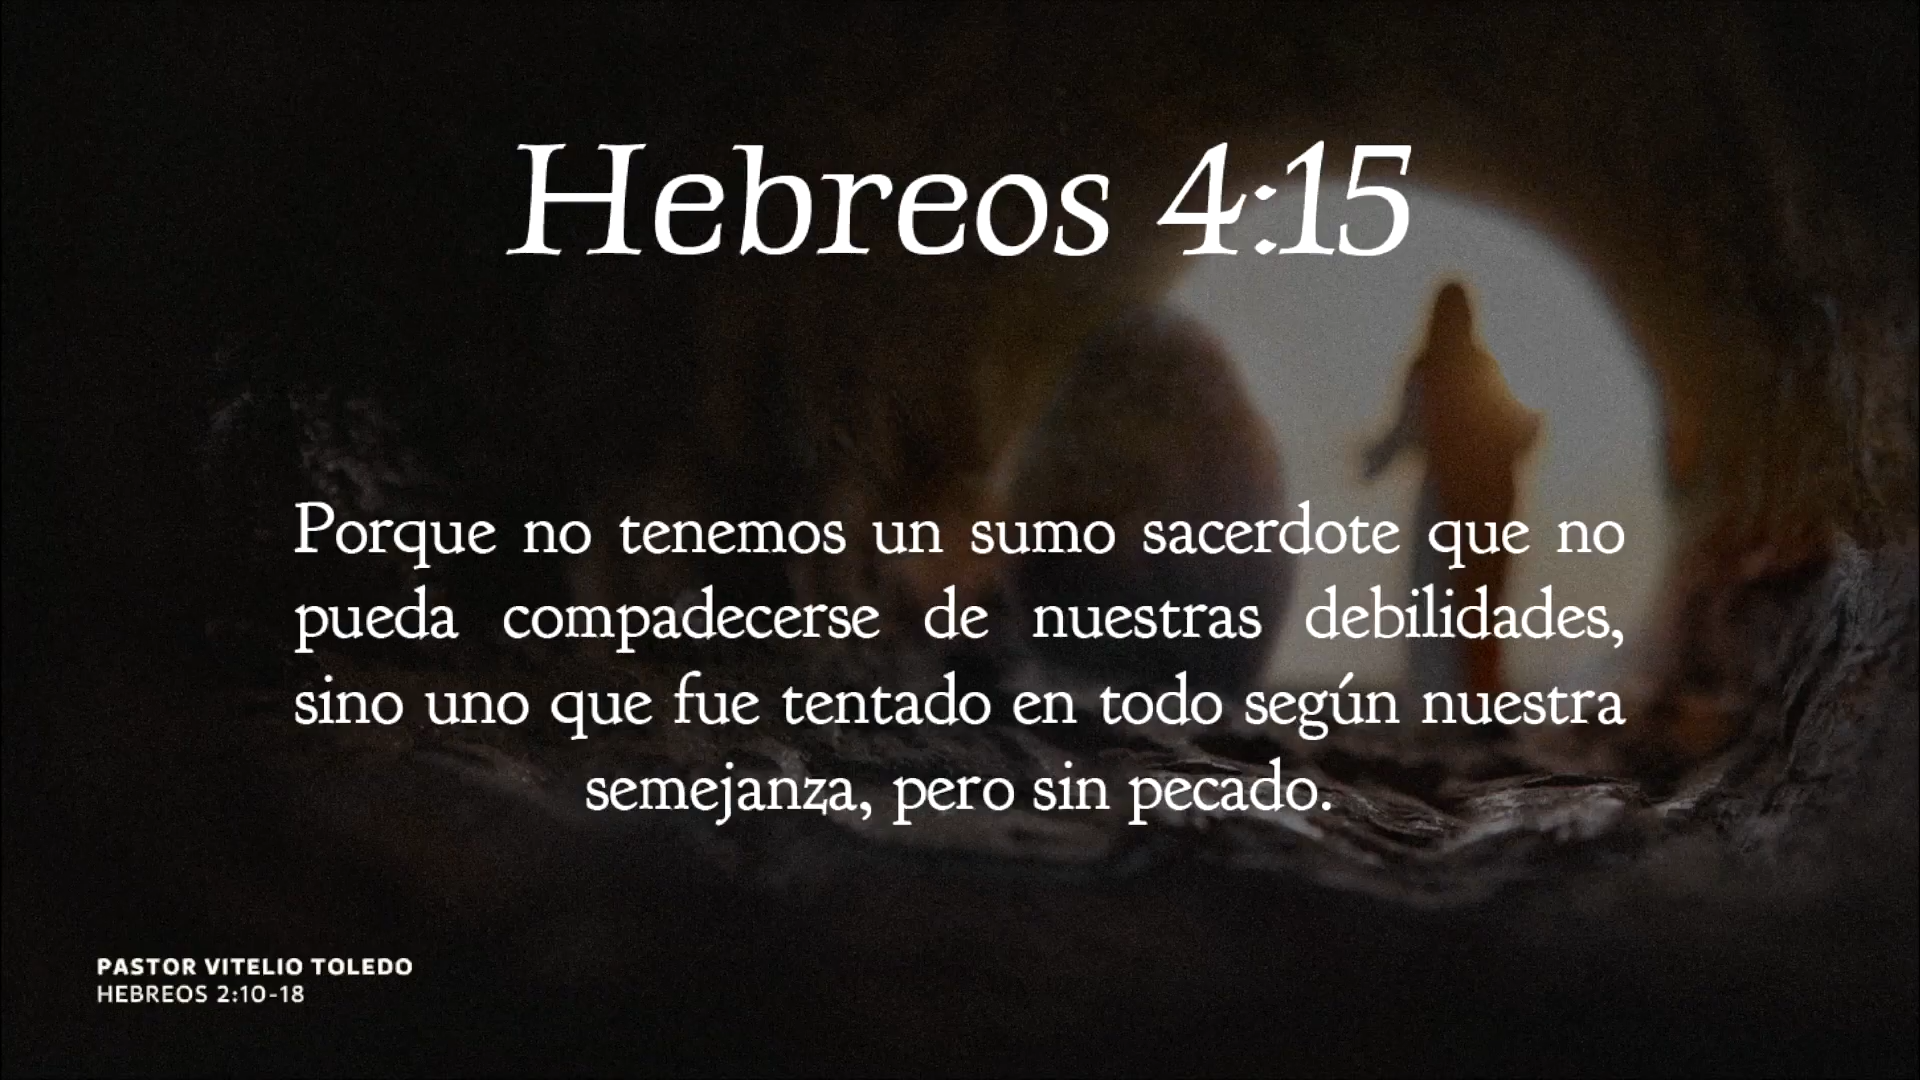 Hebreos 4:15
Porque no tenemos un sumo sacerdote que no
pueda compadecerse de nuestras debilidades,
sino uno que fue tentado en todo según nuestra
semejanza, pero sin pecado.
PASTOR VITELIO TOLEDO
HEBREOS 2:10-18